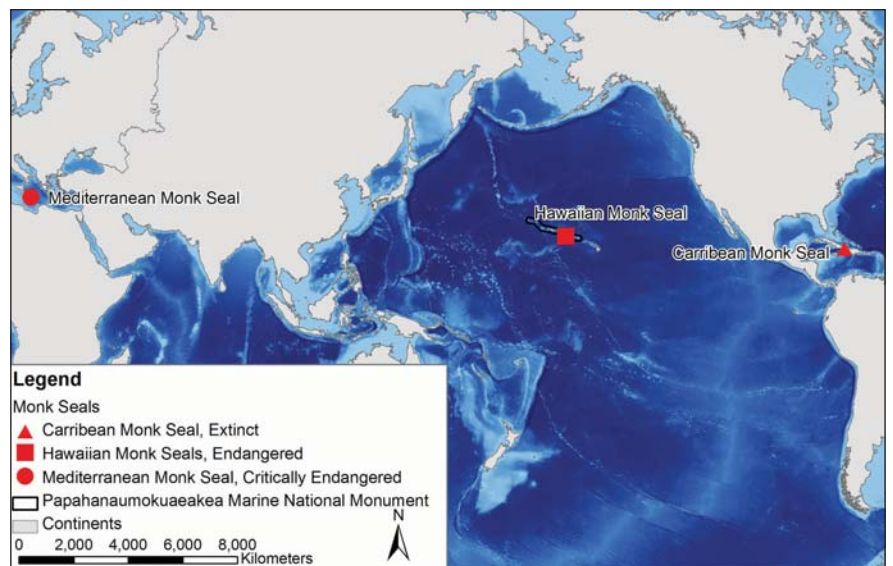 Mediterranean Monk Seal
Hawaiian Monk Seal
Carribean Monk Seal
Legend
Monk Seals
Carribean Monk Seal, Extinct
Hawaiian Monk Seals, Endangered
Mediterranean Monk Seal, Critically Endangered
Papahanaumokuaeakea Marine National Monument
Continents
N
0 2,000 4,000 6,000 8,000
Kilometers